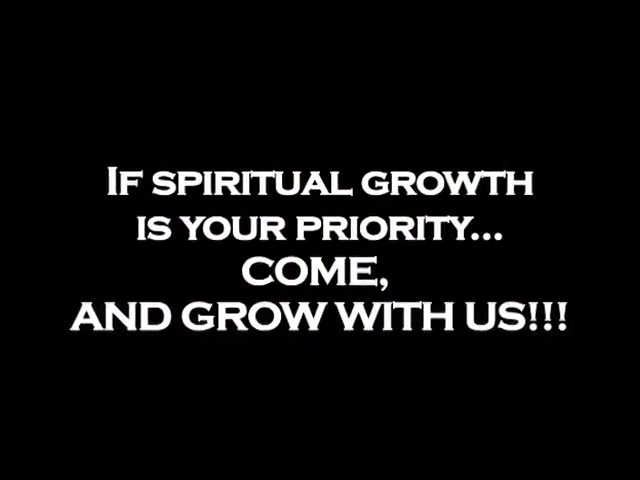 If spiritual growth
is your priority...
COME,
AND GROW WITH US!!!